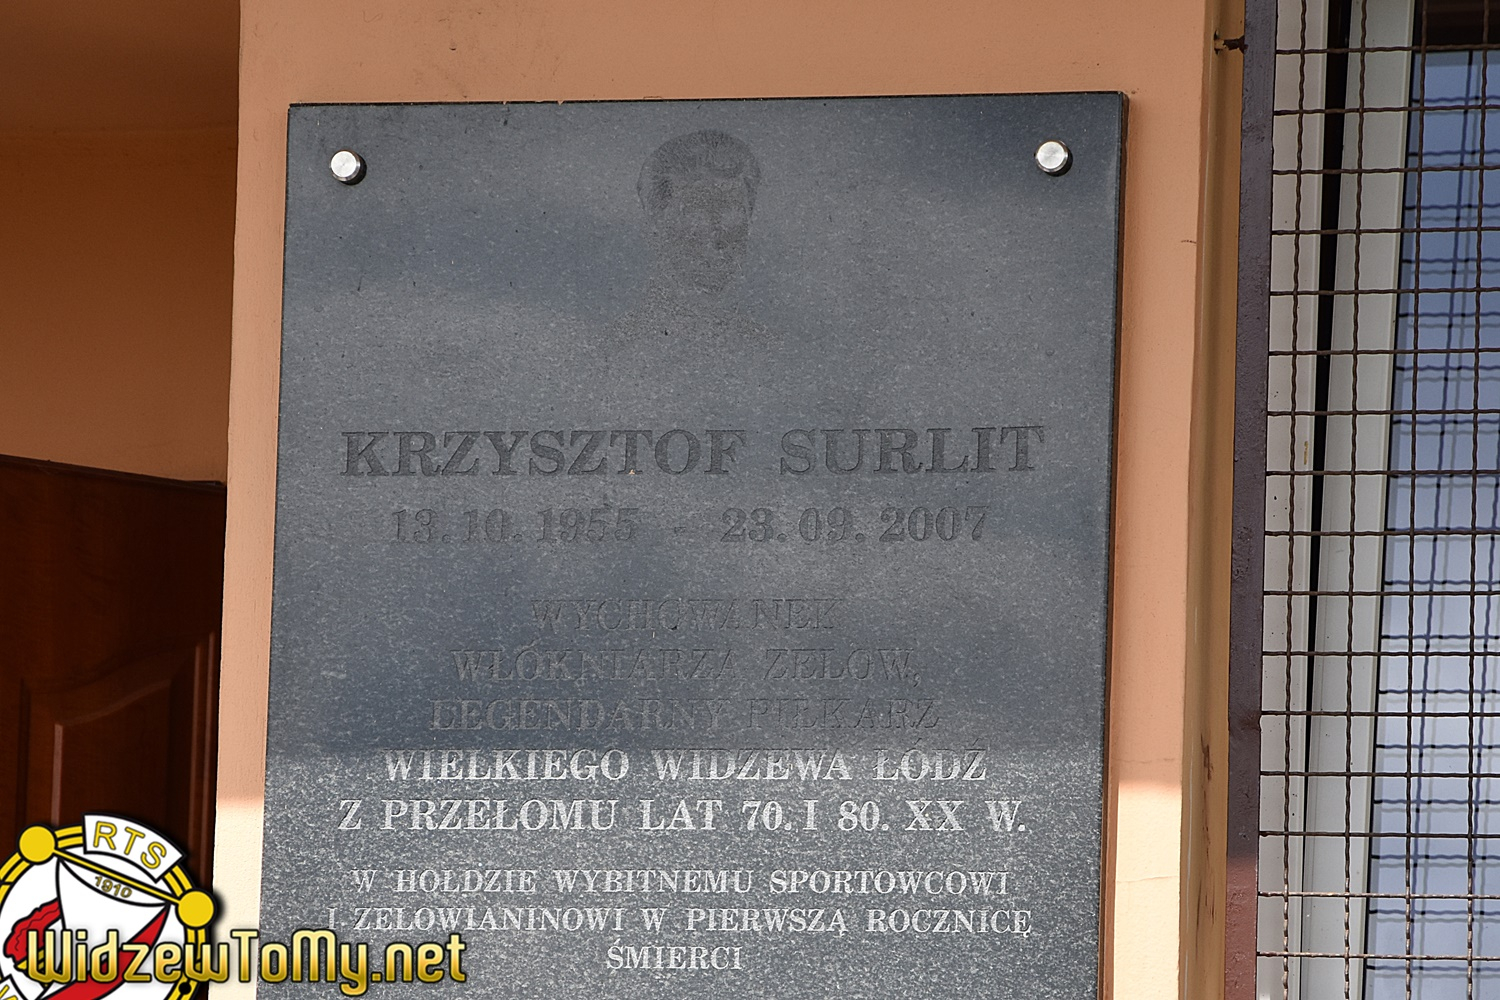 KRZYSZTOF SURLIT
13.10.1955 - 23.09.2007
WYCHOWANEK
WŁÓKNIARZA ZELÓW,
LEGENDARNY PIŁKARZ
WIELKIEGO WIDZEWA ŁÓDŹ
Z PRZEŁOMU LAT 70. I 80. XX W.
W HOŁDZIE WYBITNEMU SPORTOWCOWI
I ZELOWIANINOWI W PIERWSZĄ ROCZNICĘ
ŚMIERCI
RTS
1910
WidzewToMy.net